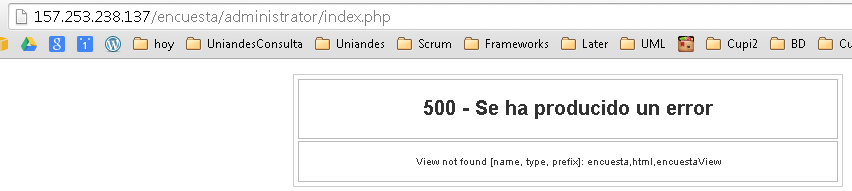 157.253.238.137/encuesta/administrator/index.php
hoy UniandesConsulta Uniandes Scrum Frameworks Later UML Cupi2 BD Cu
500 - Se ha producido un error
View not found [name, type, prefix]: encuesta,html,encuestaView